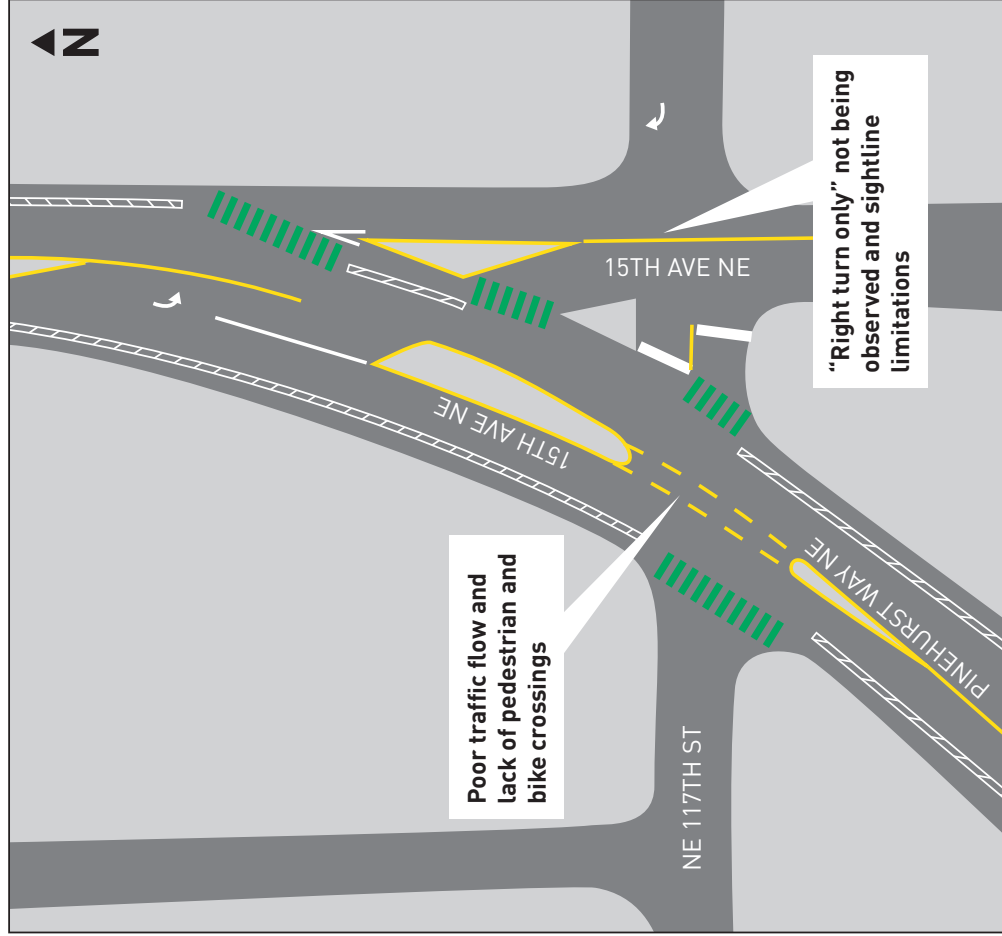 N
15TH AVE NE
"Right turn only" not being
observed and sightline
limitations
15TH AVE NE
Poor traffic flow and
lack of pedestrian and
bike crossings
PINEHURST WAY NE
NE 117TH ST